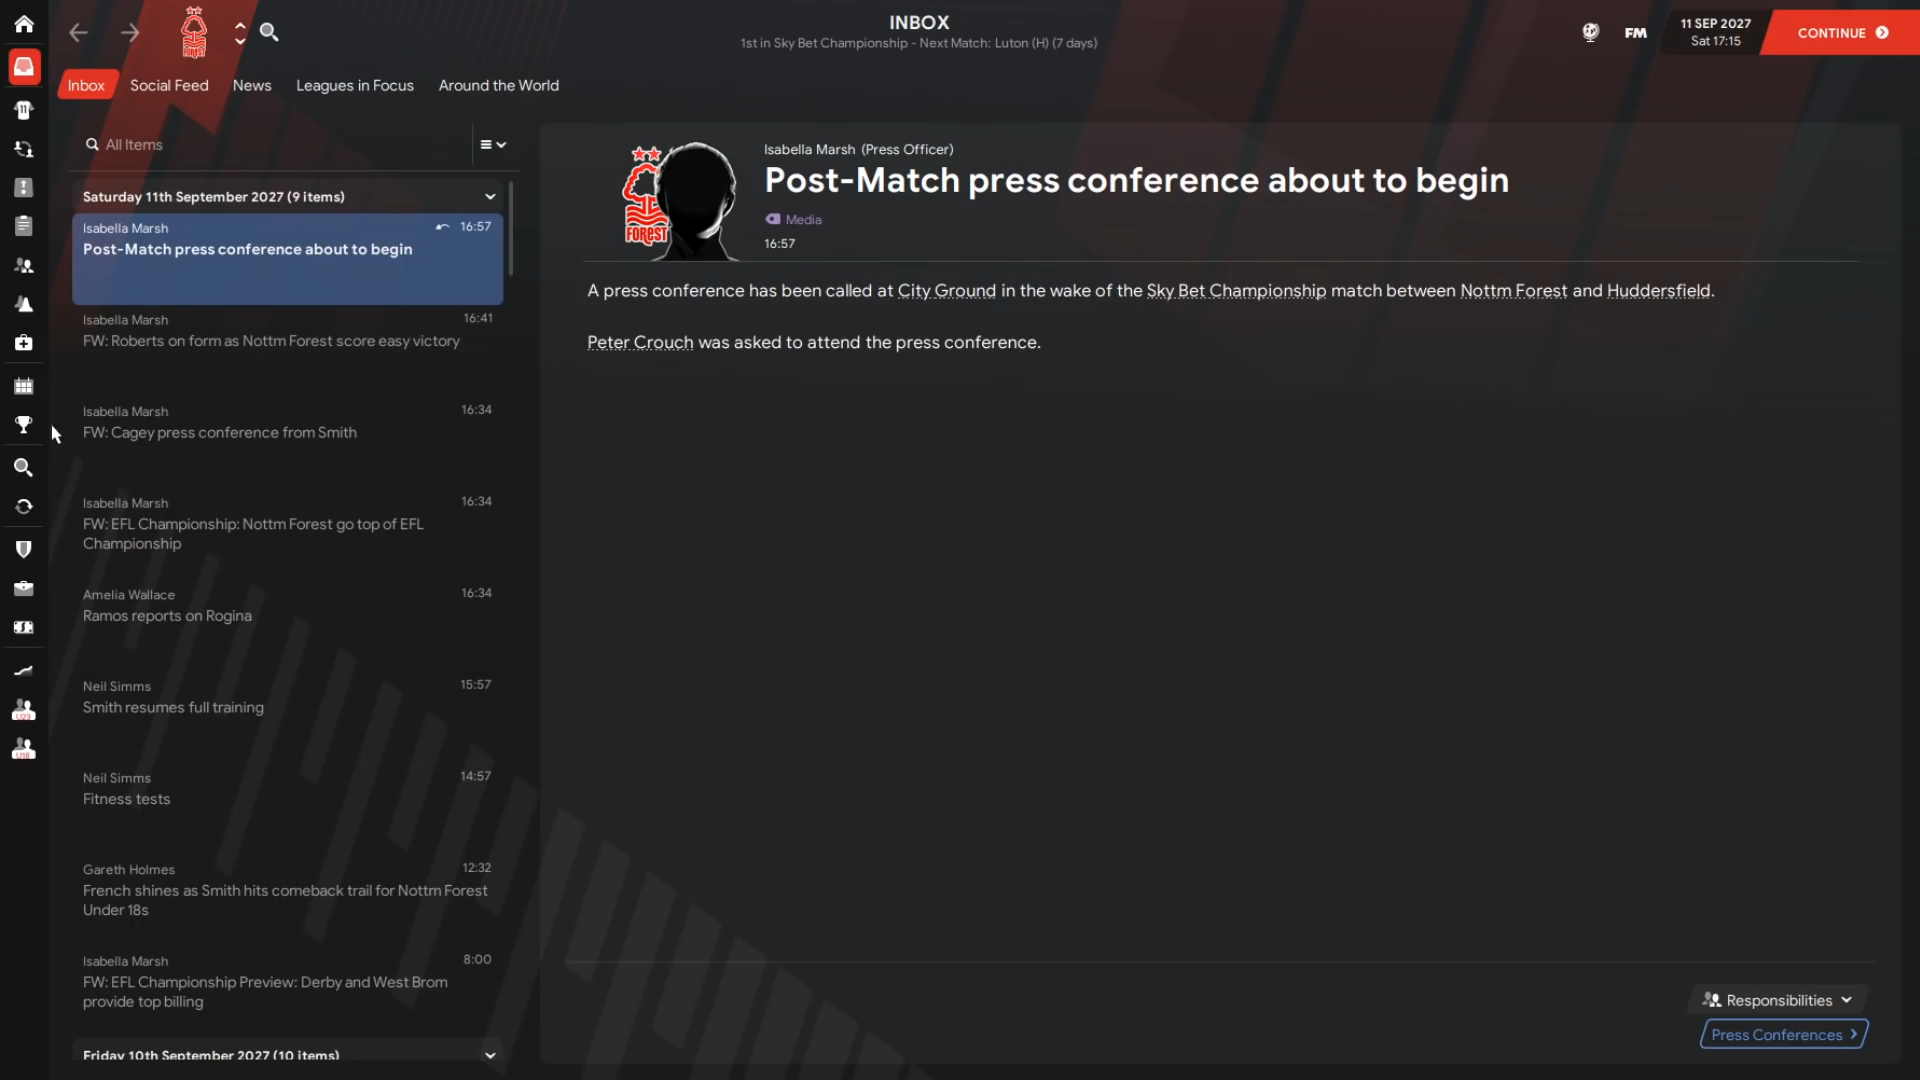 INBOX
1st in Sky Bet Championship - Next Match: Luton (H) (7 days)
FM
11 SEP 2027
Sat 17:15
CONTINUE
FOREST
Inbox
Social Feed
News
Leagues in Focus
Around the World
All Items
Saturday 11th September 2027 (9 items)
Isabella Marsh
16:57
Post-Match press conference about to begin
Isabella Marsh
16:41
FW: Roberts on form as Nottm Forest score easy victory
Isabella Marsh
16:34
FW: Cagey press conference from Smith
Isabella Marsh
16:34
FW: EFL Championship: Nottm Forest go top of EFL
Championship
Amelia Wallace
16:34
Ramos reports on Rogina
Neil Simms
15:57
Smith resumes full training
Neil Simms
14:57
Fitness tests
Gareth Holmes
12:32
French shines as Smith hits comeback trail for Nottm Forest
Under 18s
Isabella Marsh
8:00
FW: EFL Championship Preview: Derby and West Brom
provide top billing
Friday 10th September 2027 (10 items)
FOREST
Isabella Marsh (Press Officer)
Post-Match press conference about to begin
Media
16:57
A press conference has been called at City Ground in the wake of the Sky Bet Championship match between Nottm Forest and Huddersfield.
Peter Crouch was asked to attend the press conference.
Responsibilities
Press Conferences
11
U23
U18